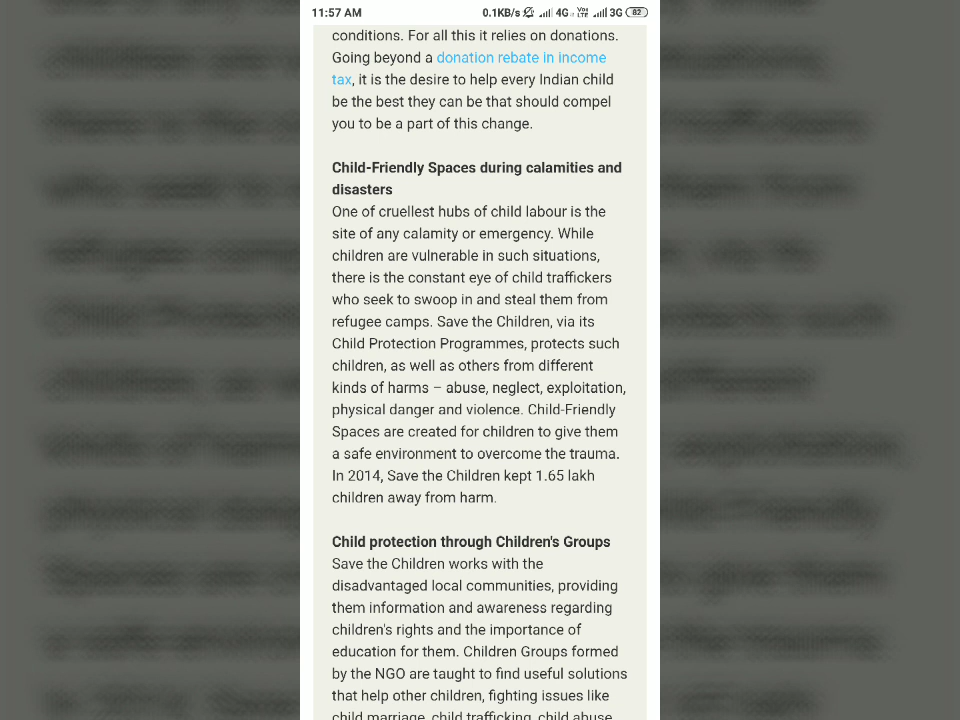 11:57 AM 0.1KB/s 4G Vo) LTE 3G 82
conditions. For all this it relies on donations.
Going beyond a donation rebate in income
tax, it is the desire to help every Indian child
be the best they can be that should compel
you to be a part of this change.
Child-Friendly Spaces during calamities and
disasters
One of cruellest hubs of child labour is the
site of any calamity or emergency. While
children are vulnerable in such situations,
there is the constant eye of child traffickers
who seek to swoop in and steal them from
refugee camps. Save the Children, via its
Child Protection Programmes, protects such
children, as well as others from different
kinds of harms – abuse, neglect, exploitation,
physical danger and violence. Child-Friendly
Spaces are created for children to give them
a safe environment to overcome the trauma.
In 2014, Save the Children kept 1.65 lakh
children away from harm.
Child protection through Children's Groups
Save the Children works with the
disadvantaged local communities, providing
them information and awareness regarding
children's rights and the importance of
education for them. Children Groups formed
by the NGO are taught to find useful solutions
that help other children, fighting issues like
child marriage, child trafficking, child abuse